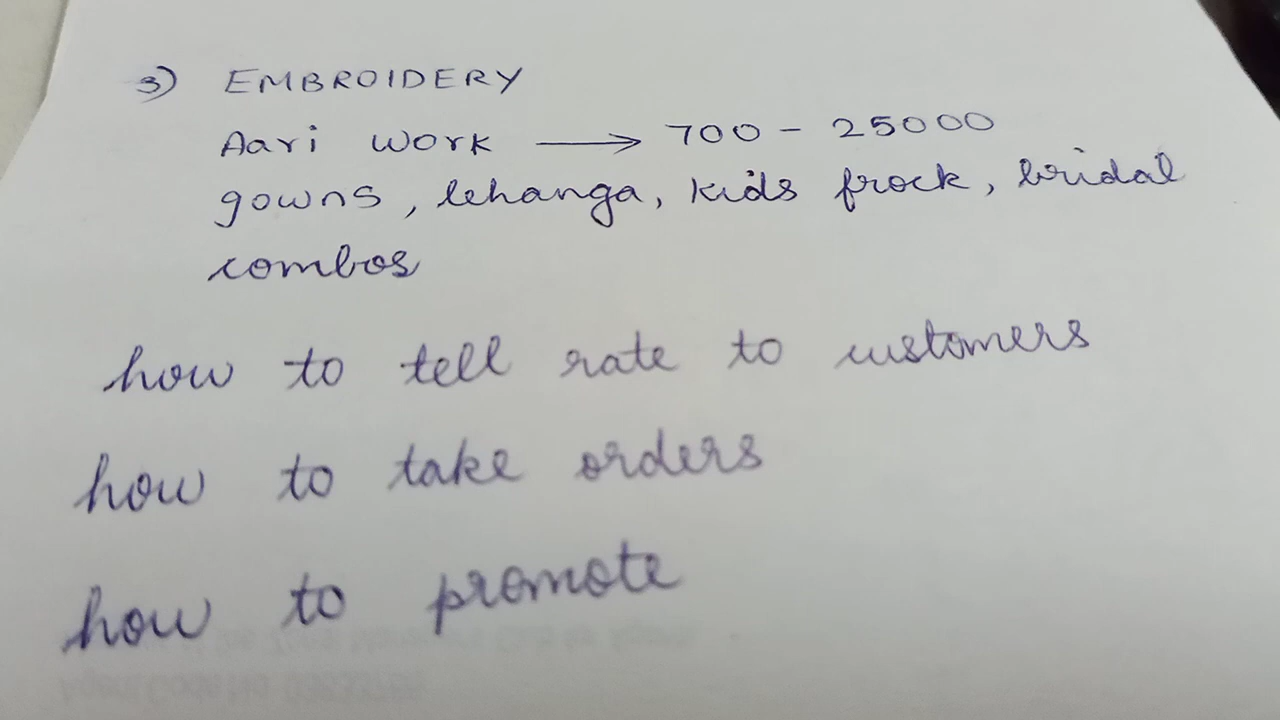 3) EMBROIDERY
Aari work → 700 - 25000
gowns, lehanga, kids frock, bridal
combos
how to tell rate to customers
how to take orders
how to promote